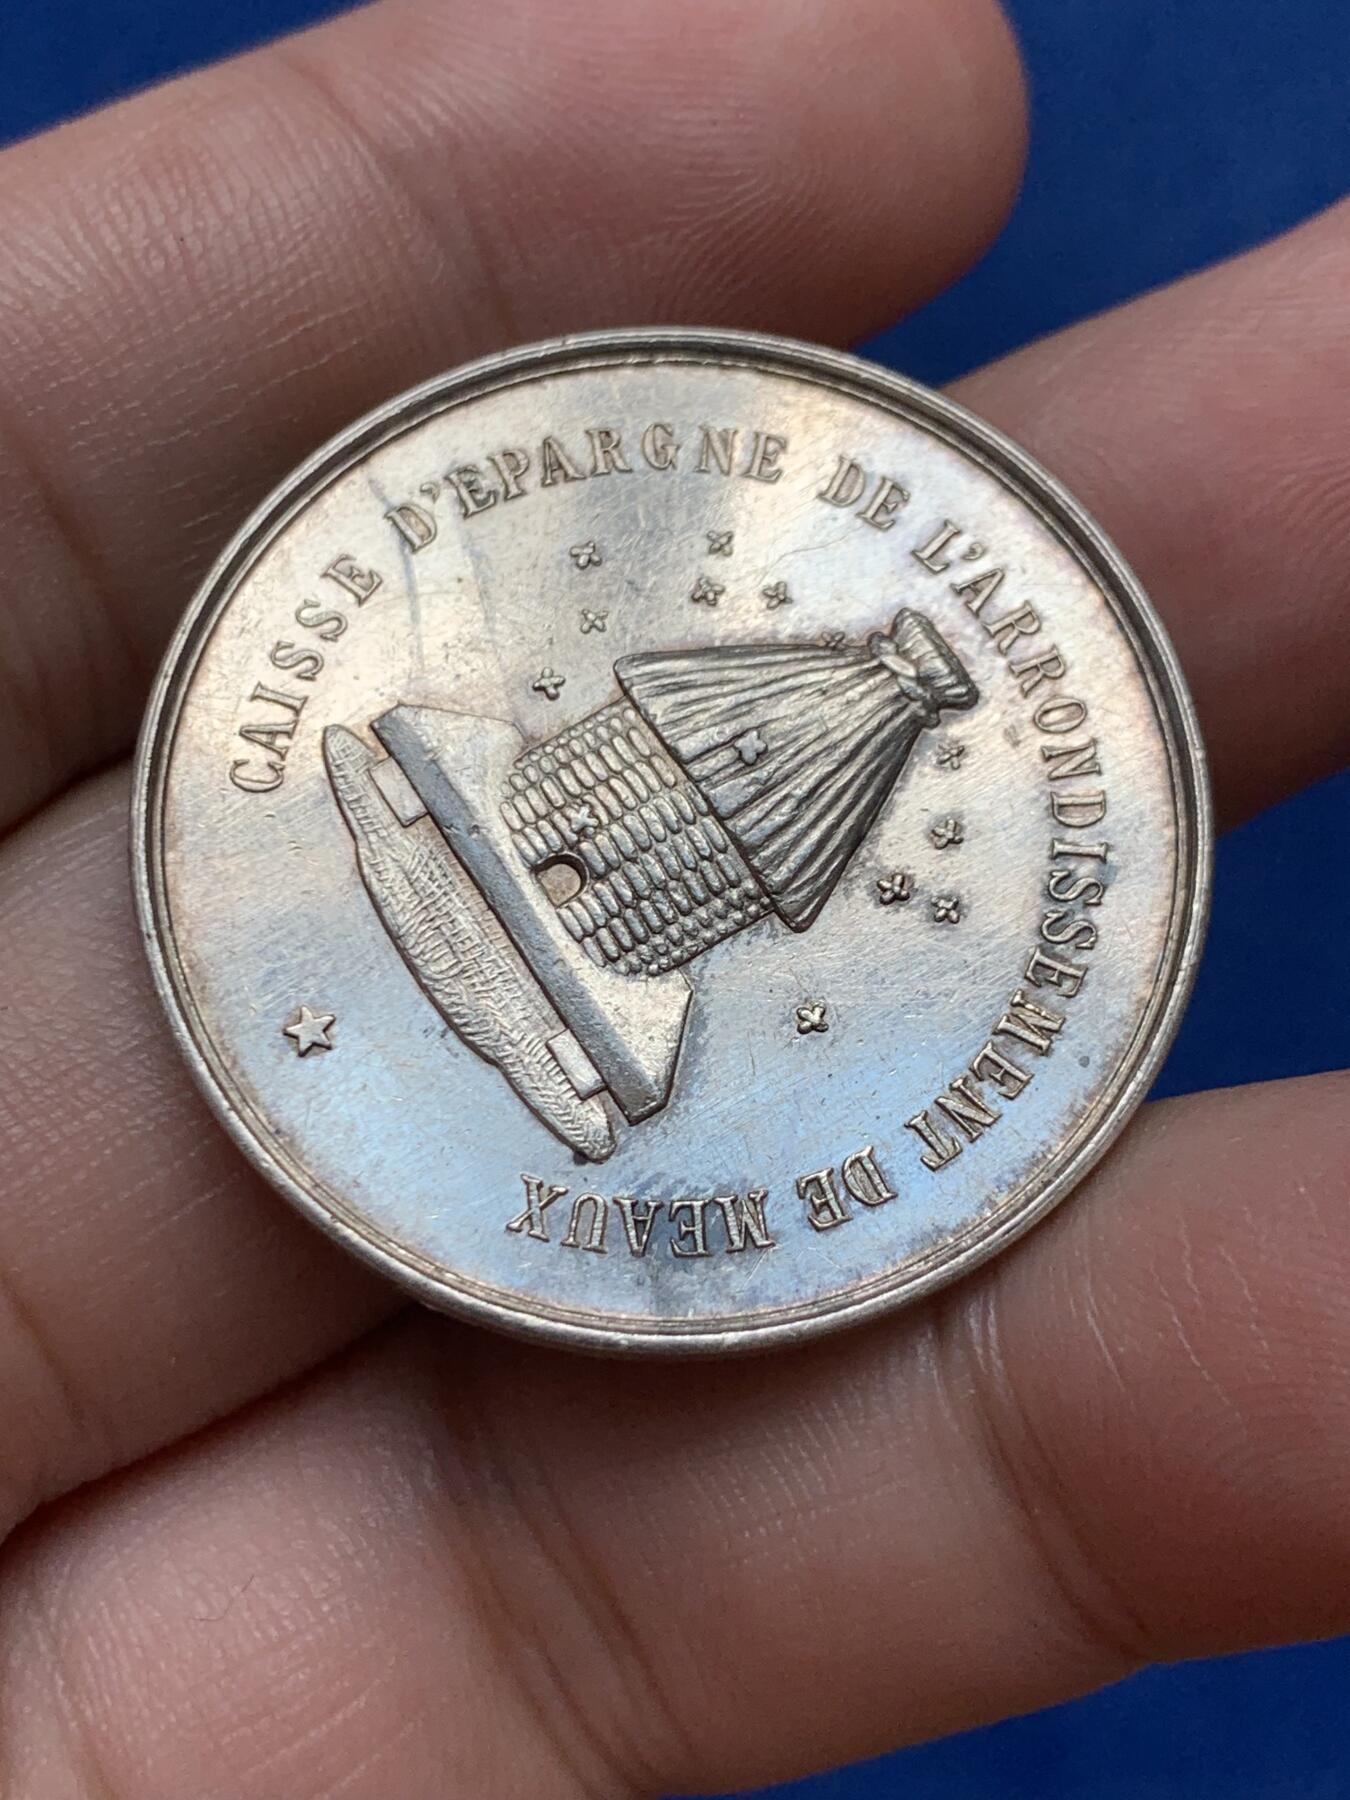 CAISSE D'EPARGNE DE L'ARRONDISSEMENT DE MEAUX